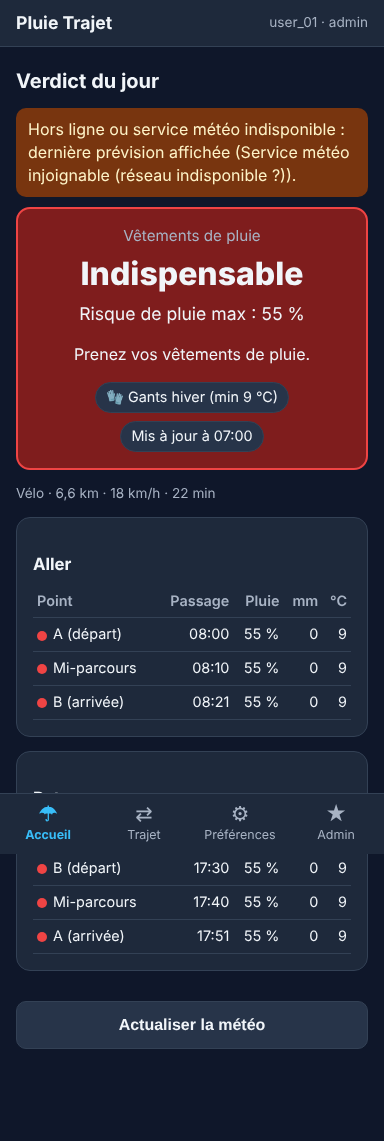 Pluie Trajet
user_01 · admin
Verdict du jour
Hors ligne ou service météo indisponible :
dernière prévision affichée (Service météo
injoignable (réseau indisponible ?)).
Vêtements de pluie
Indispensable
Risque de pluie max : 55 %
Prenez vos vêtements de pluie.
🧤 Gants hiver (min 9 °C)
Mis à jour à 07:00
Vélo · 6,6 km · 18 km/h · 22 min
Aller
Point Passage Pluie mm °C
A (départ) 08:00 55 % 0 9
Mi-parcours 08:10 55 % 0 9
B (arrivée) 08:21 55 % 0 9
Accueil
Trajet
Préférences
Admin
B (départ) 17:30 55 % 0 9
Mi-parcours 17:40 55 % 0 9
A (arrivée) 17:51 55 % 0 9
Actualiser la météo